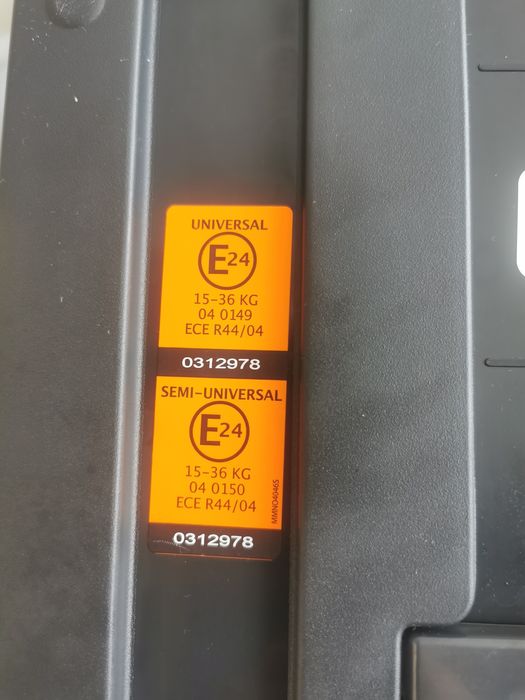 UNIVERSAL
E24
15-36 KG
04 0149
ECE R44/04
0312978
SEMI-UNIVERSAL
E24
15-36 KG
04 0150
ECE R44/04
MMNO4046S
0312978